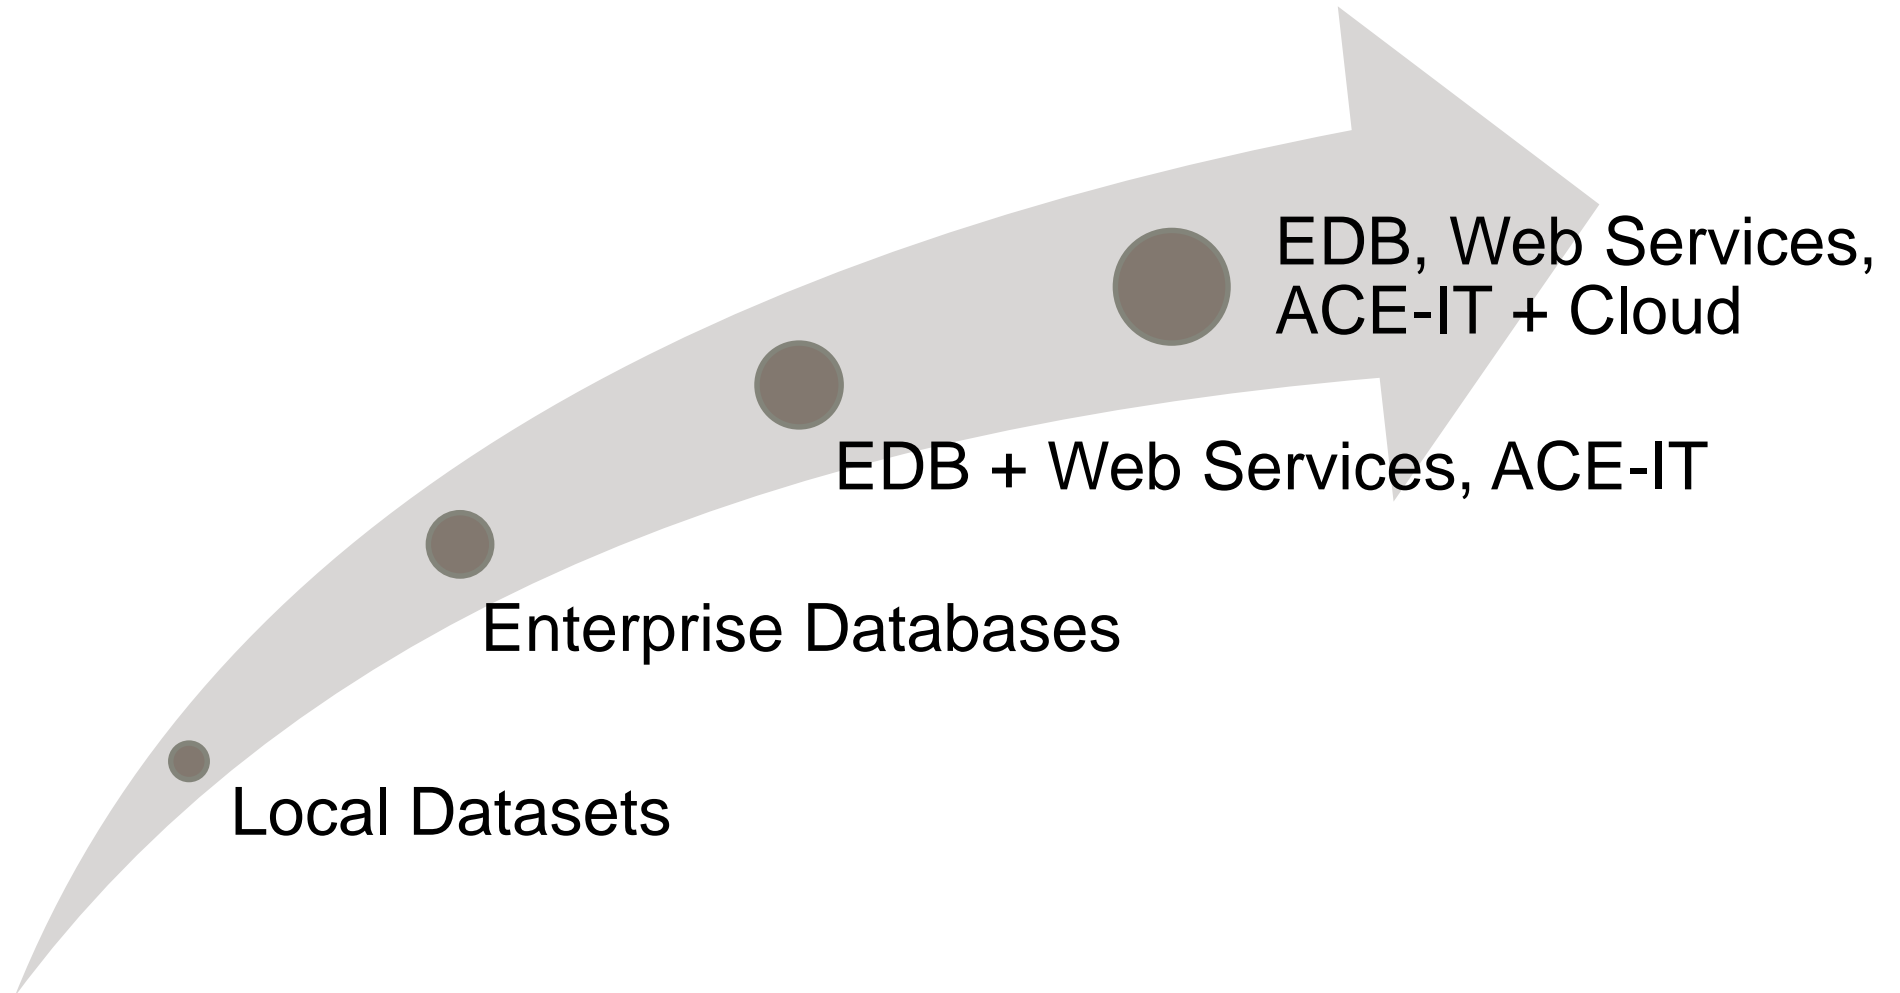 EDB, Web Services,
ACE-IT + Cloud
EDB + Web Services, ACE-IT
Enterprise Databases
Local Datasets